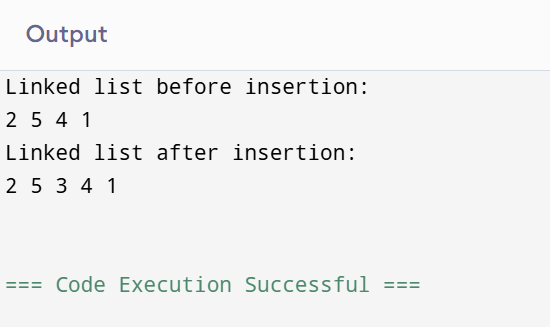 Output
Linked list before insertion:
2 5 4 1
Linked list after insertion:
2 5 3 4 1
=== Code Execution Successful ===